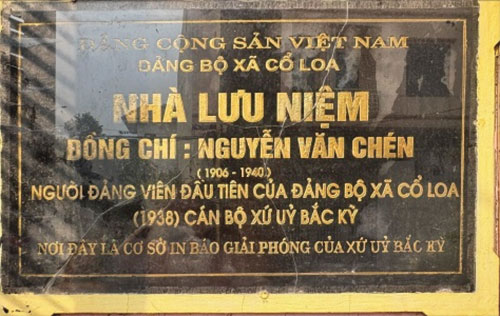 ĐẢNG CỘNG SẢN VIỆT NAM
ĐẢNG BỘ XÃ CỔ LOA
NHÀ LƯU NIỆM
ĐỒNG CHÍ : NGUYỄN VĂN CHÉN
( 1906 - 1940 )
NGƯỜI ĐẢNG VIÊN ĐẦU TIÊN CỦA ĐẢNG BỘ XÃ CỔ LOA
(1938) CÁN BỘ XỨ UỶ BẮC KỲ
NƠI ĐÂY LÀ CƠ SỞ IN BÁO GIẢI PHÓNG CỦA XỨ UỶ BẮC KỲ